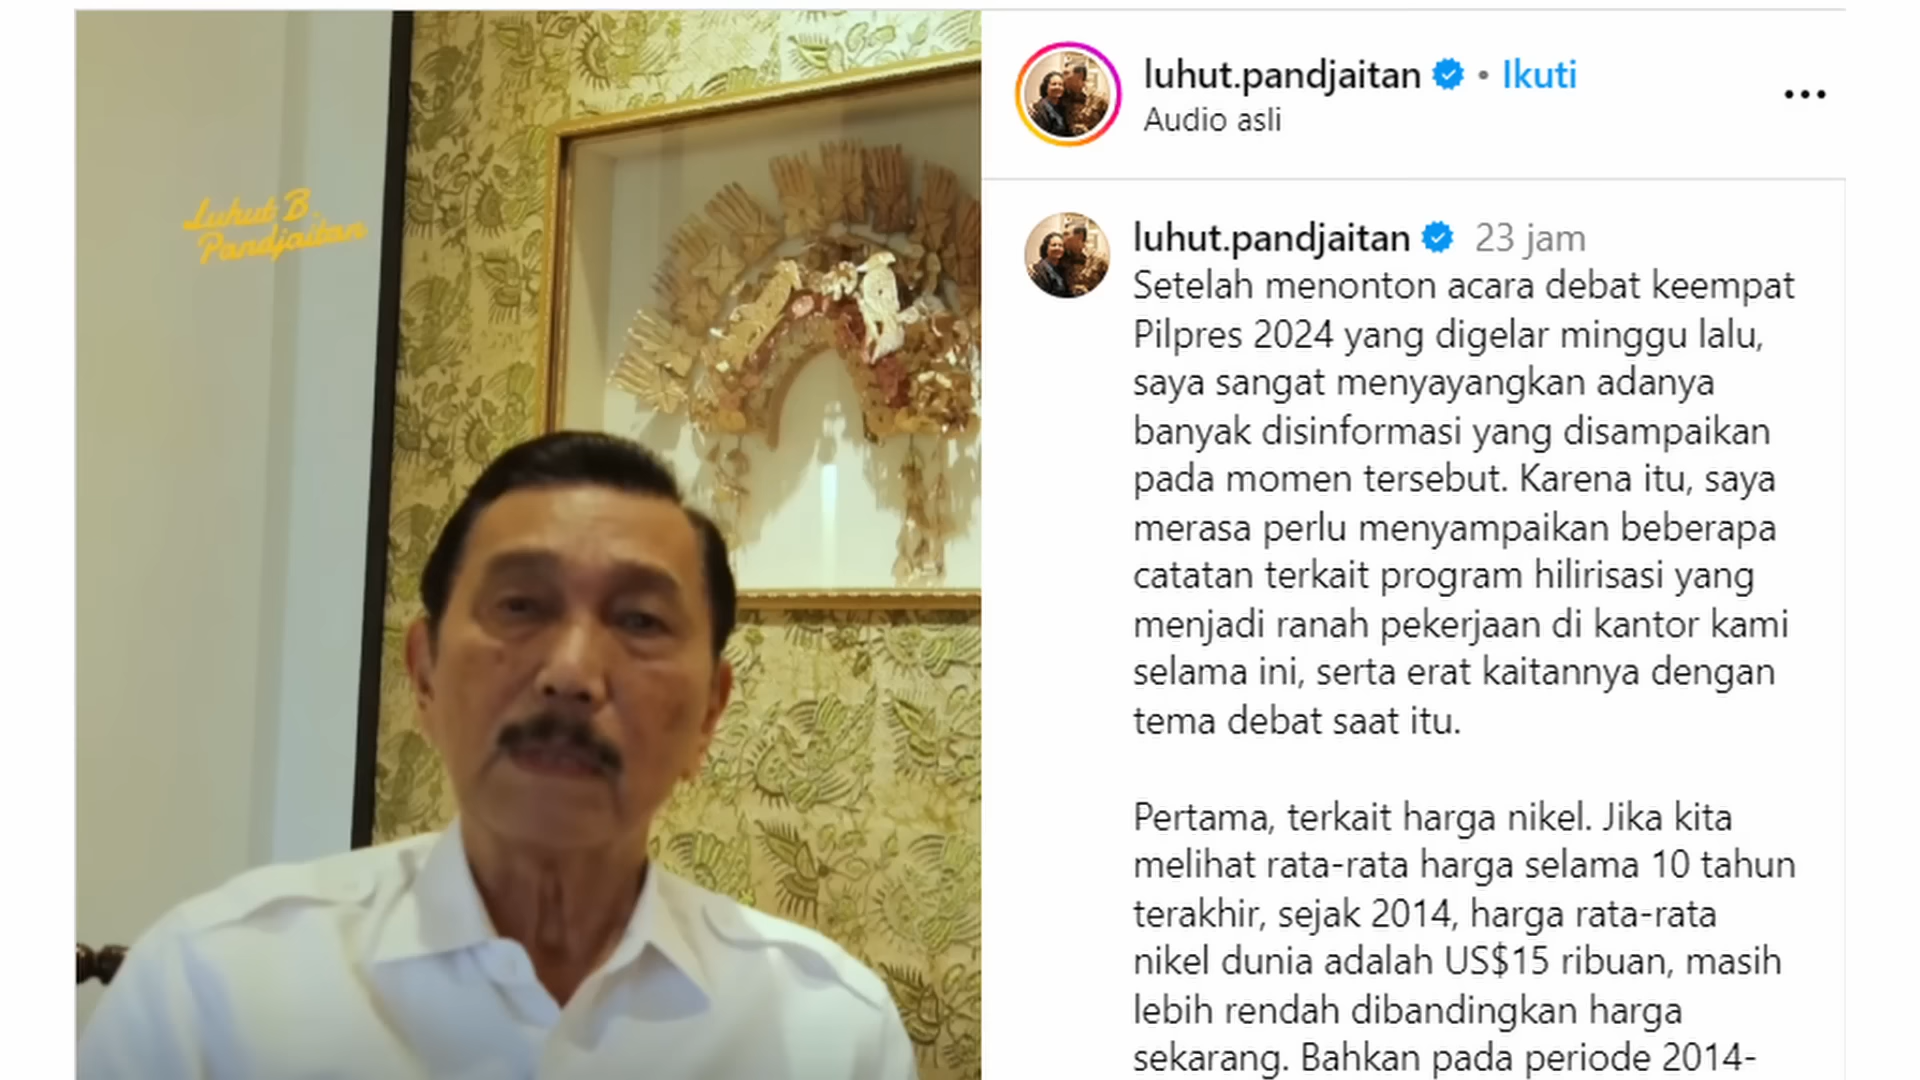 Luhut B.
Pandjaitan
luhut.pandjaitan • Ikuti
Audio asli
luhut.pandjaitan 23 jam
Setelah menonton acara debat keempat
Pilpres 2024 yang digelar minggu lalu,
saya sangat menyayangkan adanya
banyak disinformasi yang disampaikan
pada momen tersebut. Karena itu, saya
merasa perlu menyampaikan beberapa
catatan terkait program hilirisasi yang
menjadi ranah pekerjaan di kantor kami
selama ini, serta erat kaitannya dengan
tema debat saat itu.
Pertama, terkait harga nikel. Jika kita
melihat rata-rata harga selama 10 tahun
terakhir, sejak 2014, harga rata-rata
nikel dunia adalah US$15 ribuan, masih
lebih rendah dibandingkan harga
sekarang. Bahkan pada periode 2014-